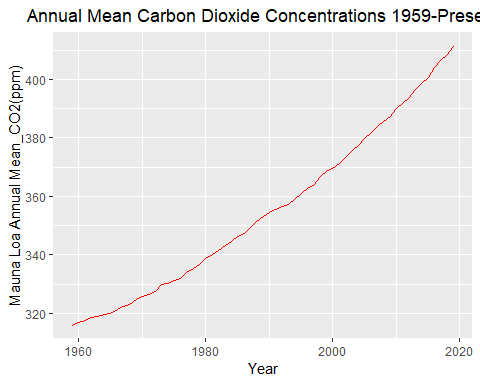 Annual Mean Carbon Dioxide Concentrations 1959-Prese
Mauna Loa Annual Mean_CO2(ppm)
400
380
360
340
320
1960 1980 2000 2020
Year